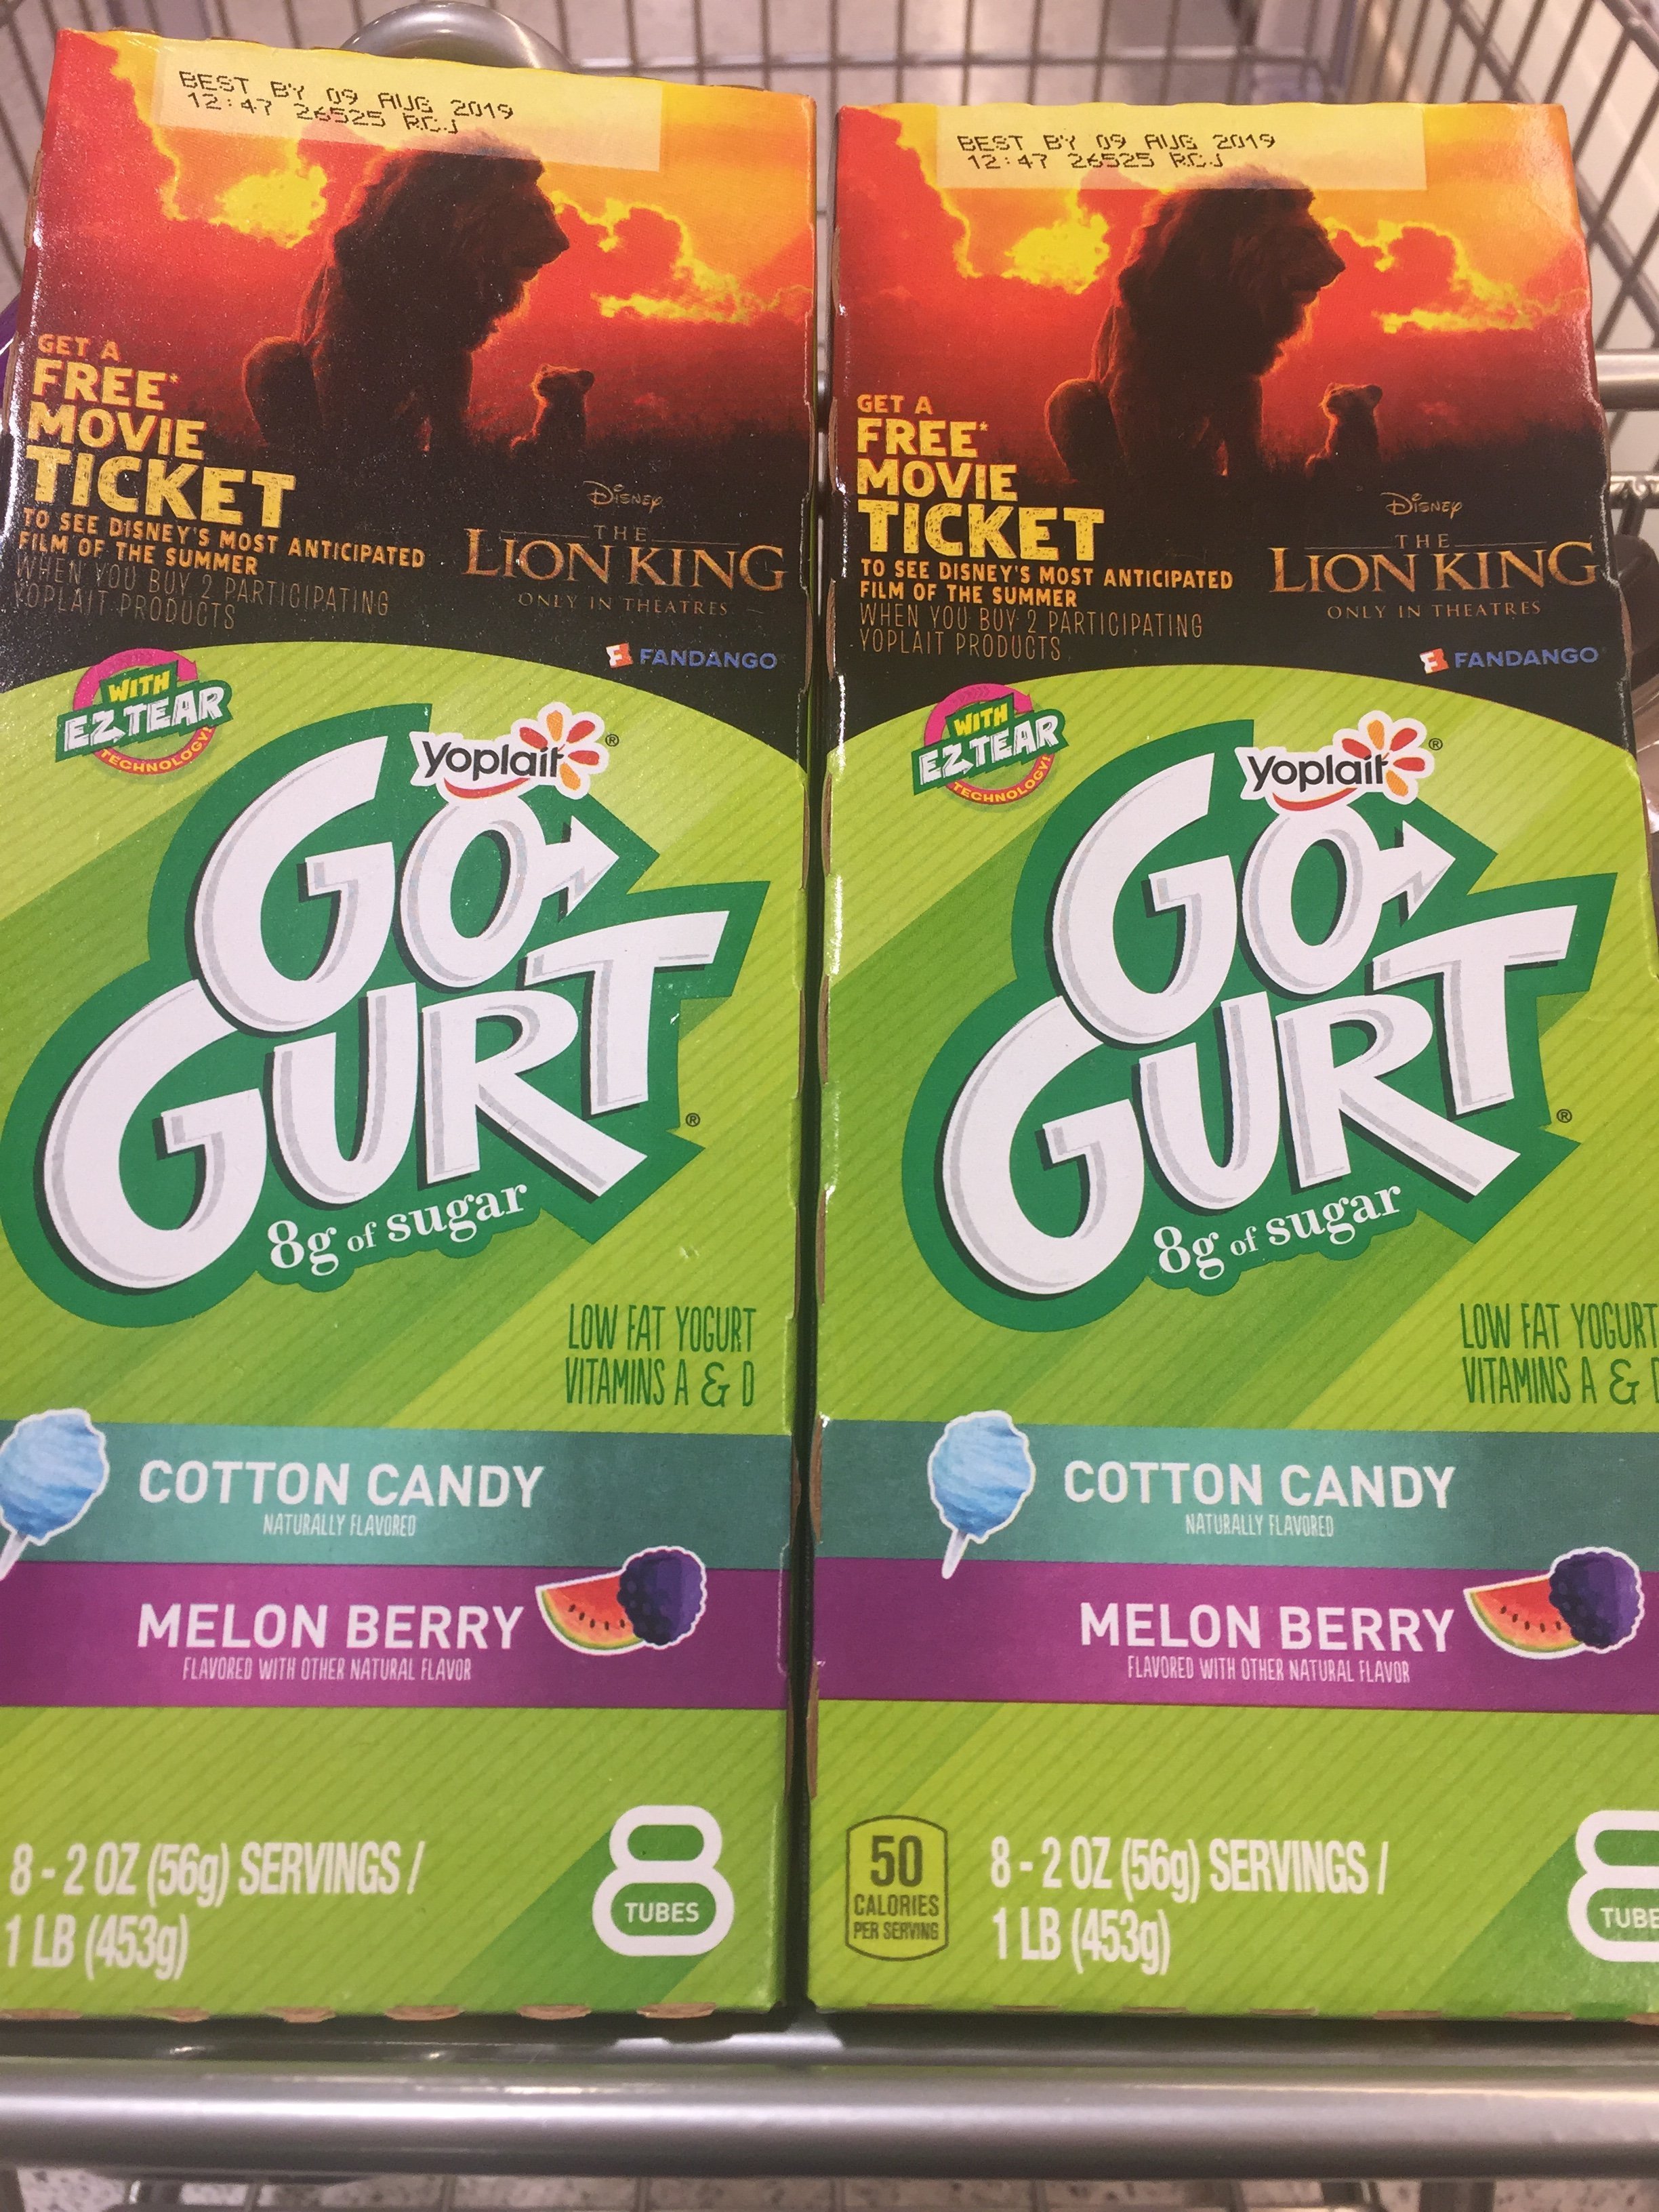 BEST BY 09 AUG 2019
12:47 26525 RCJ
GET A
FREE*
MOVIE
TICKET
TO SEE DISNEY'S MOST ANTICIPATED
FILM OF THE SUMMER
WHEN YOU BUY 2 PARTICIPATING
YOPLAIT PRODUCTS
Disney
THE
LION KING
ONLY IN THEATRES
FANDANGO
WITH
EZ TEAR
TECHNOLOGY!
Yoplait®
GO
GURT®
8g of sugar
LOW FAT YOGURT
VITAMINS A & D
COTTON CANDY
NATURALLY FLAVORED
MELON BERRY
FLAVORED WITH OTHER NATURAL FLAVOR
8 - 2 OZ (56g) SERVINGS /
1 LB (453g)
8
TUBES
BEST BY 09 AUG 2019
12:47 26525 RCJ
GET A
FREE*
MOVIE
TICKET
TO SEE DISNEY'S MOST ANTICIPATED
FILM OF THE SUMMER
WHEN YOU BUY 2 PARTICIPATING
YOPLAIT PRODUCTS
Disney
THE
LION KING
ONLY IN THEATRES
FANDANGO
WITH
EZ TEAR
TECHNOLOGY!
Yoplait®
GO
GURT®
8g of sugar
LOW FAT YOGURT
VITAMINS A &
COTTON CANDY
NATURALLY FLAVORED
MELON BERRY
FLAVORED WITH OTHER NATURAL FLAVOR
50
CALORIES
PER SERVING
8 - 2 OZ (56g) SERVINGS /
1 LB (453g)
8
TUBE